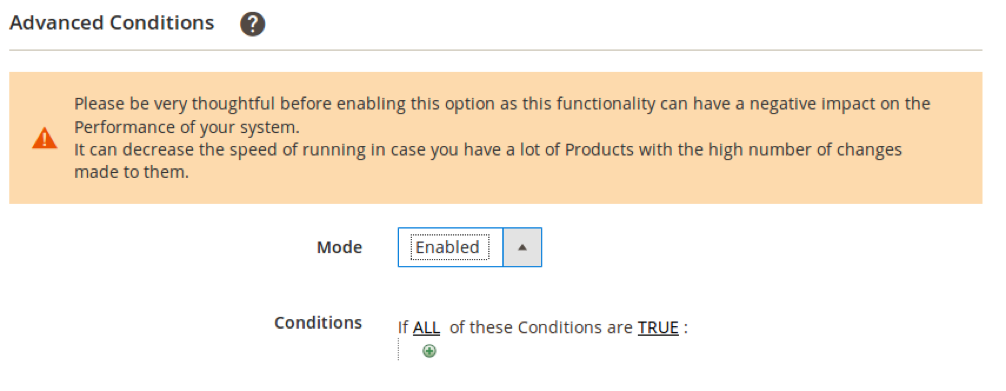 Advanced Conditions ?
Please be very thoughtful before enabling this option as this functionality can have a negative impact on the
Performance of your system.
It can decrease the speed of running in case you have a lot of Products with the high number of changes
made to them.
Mode Enabled
Conditions If ALL of these Conditions are TRUE :